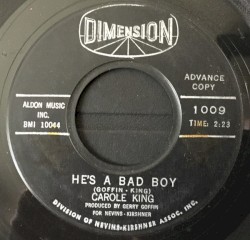 DIMENSION
ADVANCE
COPY
ALDON MUSIC
INC.
BMI 10044
1009
TIME: 2:23
HE'S A BAD BOY
(GOFFIN - KING)
CAROLE KING
PRODUCED BY GERRY GOFFIN
FOR NEVINS-KIRSHNER
DIVISION OF NEVINS-KIRSHNER ASSOC. INC.